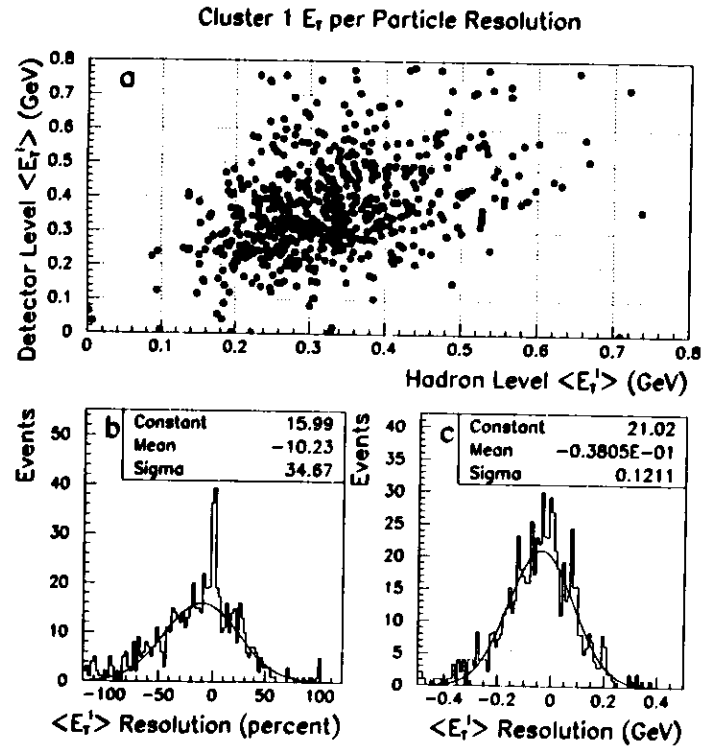 Cluster 1 E_T per Particle Resolution
Detector Level <E_T^i> (GeV)
a
0.8
0.7
0.6
0.5
0.4
0.3
0.2
0.1
0
0 0.1 0.2 0.3 0.4 0.5 0.6 0.7 0.8
Hadron Level <E_T^i> (GeV)
Events
b
50
40
30
20
10
0
Constant 15.99
Mean −10.23
Sigma 34.67
−100 −50 0 50 100
<E_T^i> Resolution (percent)
Events
c
40
35
30
25
20
15
10
5
0
Constant 21.02
Mean −0.3805E−01
Sigma 0.1211
−0.4 −0.2 0 0.2 0.4
<E_T^i> Resolution (GeV)